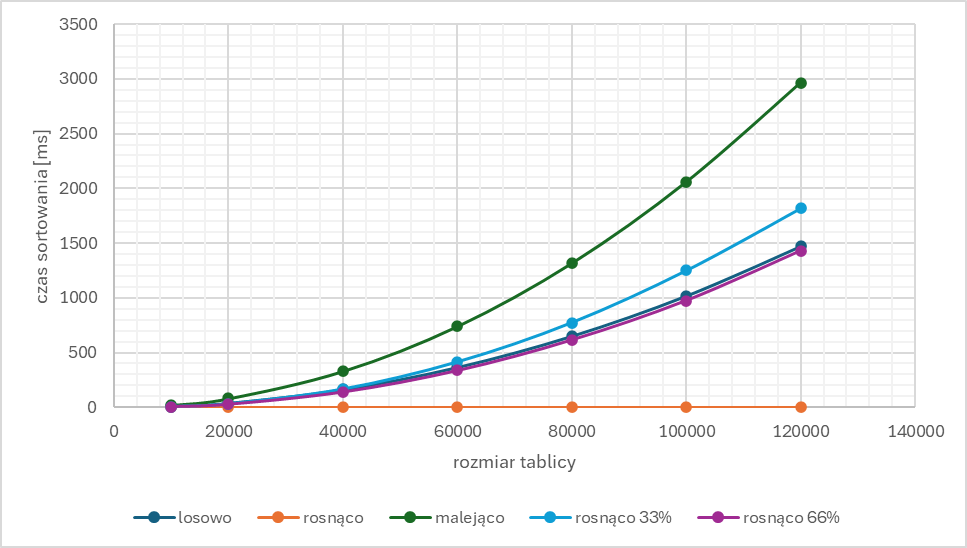 3500
3000
2500
2000
1500
1000
500
0
czas sortowania [ms]
0 20000 40000 60000 80000 100000 120000 140000
rozmiar tablicy
losowo rosnąco malejąco rosnąco 33% rosnąco 66%